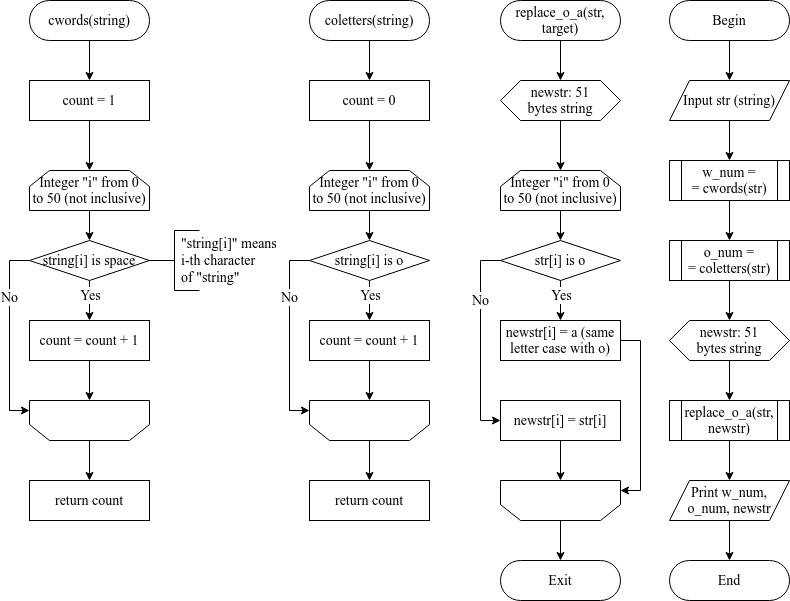 cwords(string)
count = 1
Integer "i" from 0
to 50 (not inclusive)
string[i] is space
"string[i]" means
i-th character
of "string"
No
Yes
count = count + 1
return count
coletters(string)
count = 0
Integer "i" from 0
to 50 (not inclusive)
string[i] is o
No
Yes
count = count + 1
return count
replace_o_a(str,
target)
newstr: 51
bytes string
Integer "i" from 0
to 50 (not inclusive)
str[i] is o
No
Yes
newstr[i] = a (same
letter case with o)
newstr[i] = str[i]
Exit
Begin
Input str (string)
w_num =
= cwords(str)
o_num =
= coletters(str)
newstr: 51
bytes string
replace_o_a(str,
newstr)
Print w_num,
o_num, newstr
End